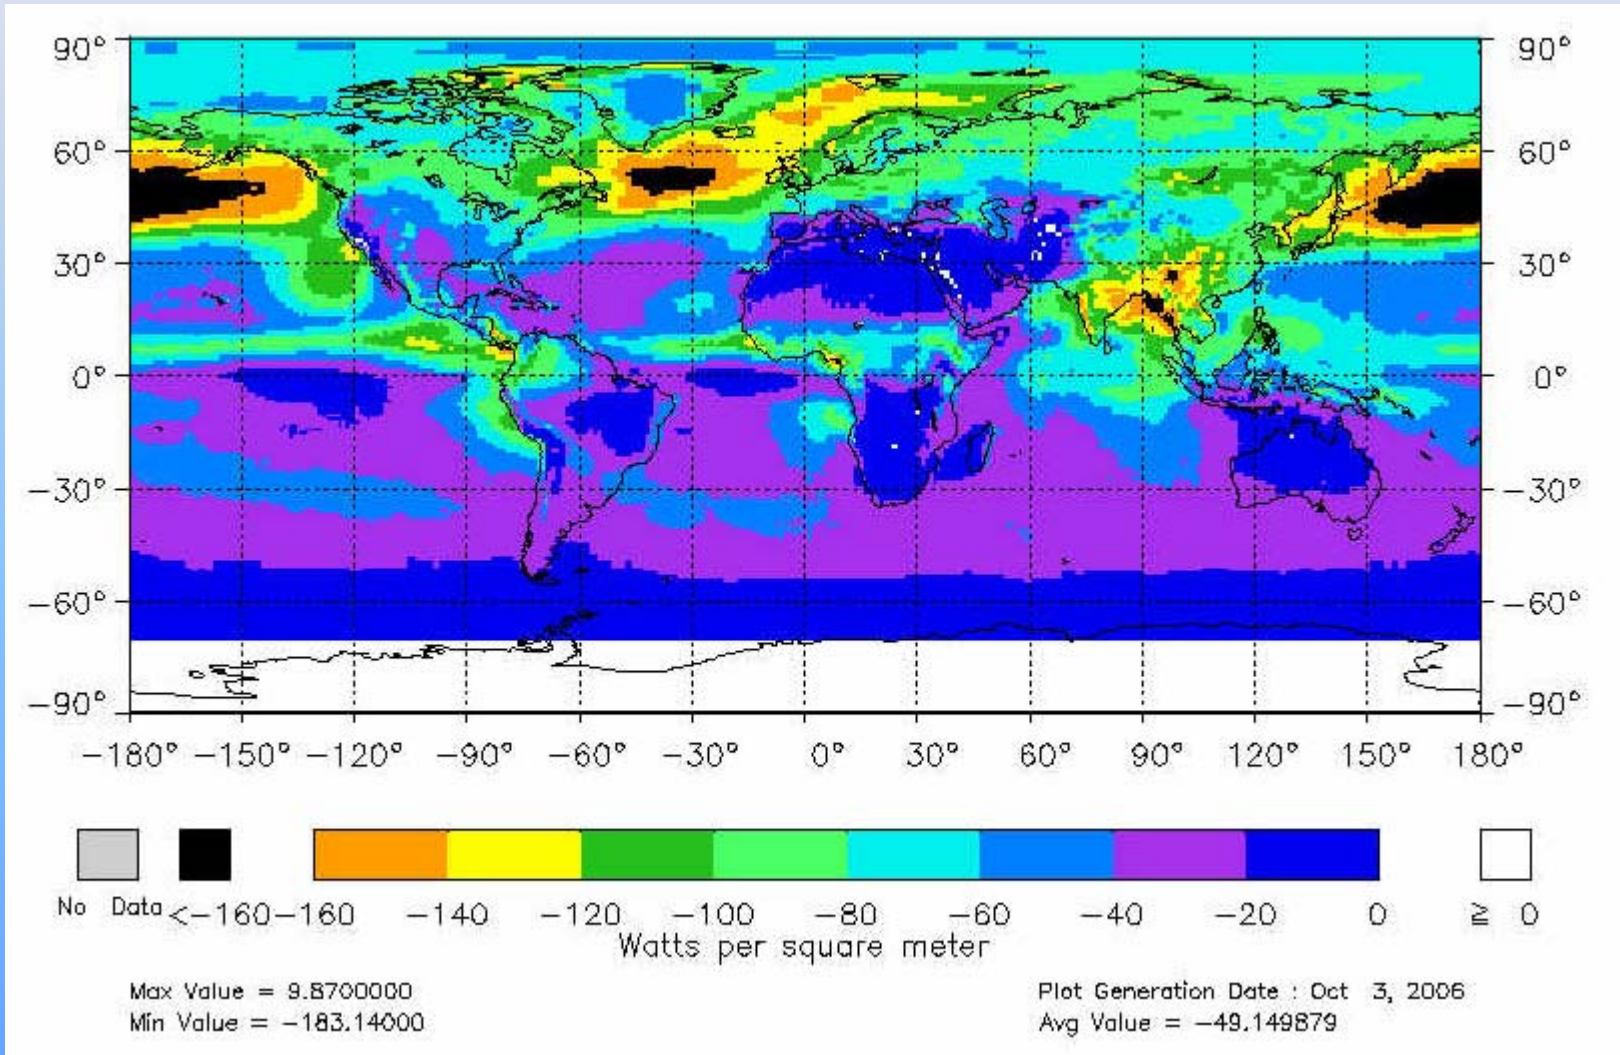 90° 90°
60° 60°
30° 30°
0° 0°
−30° −30°
−60° −60°
−90° −90°
−180° −150° −120° −90° −60° −30° 0° 30° 60° 90° 120° 150° 180°
No Data <−160 −160 −140 −120 −100 −80 −60 −40 −20 0 ≥ 0
Watts per square meter
Max Value = 9.8700000
Min Value = −183.14000
Plot Generation Date : Oct 3, 2006
Avg Value = −49.149879